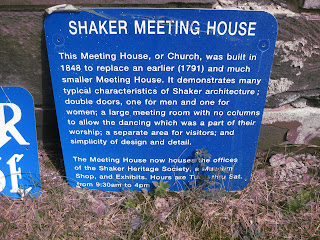 SHAKER MEETING HOUSE
This Meeting House, or Church, was built in
1848 to replace an earlier (1791) and much
smaller Meeting House. It demonstrates many
typical characteristics of Shaker architecture;
double doors, one for men and one for
women; a large meeting room with no columns
to allow the dancing which was a part of their
worship; a separate area for visitors; and
simplicity of design and detail.
The Meeting House now houses the offices
of the Shaker Heritage Society, a Museum
Shop, and Exhibits. Hours are Tues thru Sat.
from 9:30am to 4pm